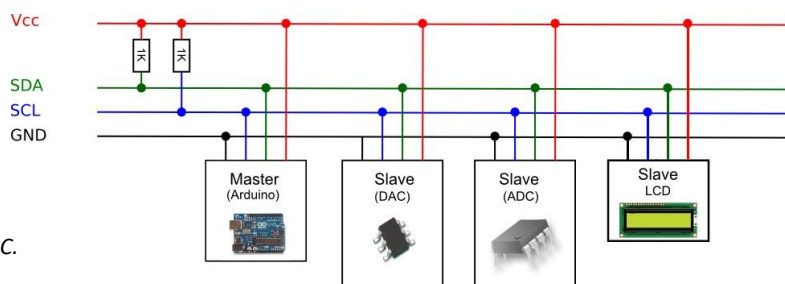 Vcc
1K 1K
SDA
SCL
GND
Master Slave Slave Slave
(Arduino) (DAC) (ADC) LCD
C.